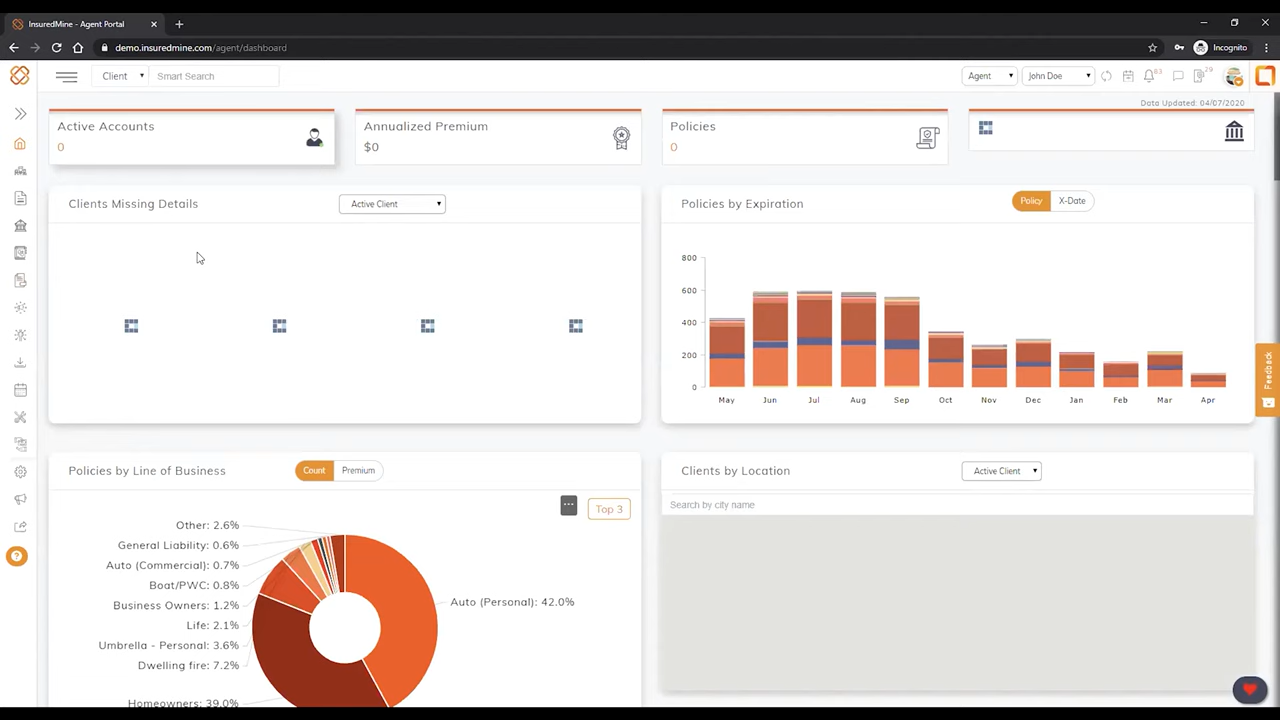 InsuredMine - Agent Portal
demo.insuredmine.com/agent/dashboard
Incognito
Client
Smart Search
Agent
John Doe
83
29
Data Updated: 04/07/2020
Active Accounts
0
Annualized Premium
$0
Policies
0
Clients Missing Details
Active Client
Policies by Expiration
Policy
X-Date
800
600
400
200
0
May
Jun
Jul
Aug
Sep
Oct
Nov
Dec
Jan
Feb
Mar
Apr
Feedback
Policies by Line of Business
Count
Premium
Top 3
Other: 2.6%
General Liability: 0.6%
Auto (Commercial): 0.7%
Boat/PWC: 0.8%
Business Owners: 1.2%
Life: 2.1%
Umbrella - Personal: 3.6%
Dwelling fire: 7.2%
Homeowners: 39.0%
Auto (Personal): 42.0%
Clients by Location
Active Client
Search by city name